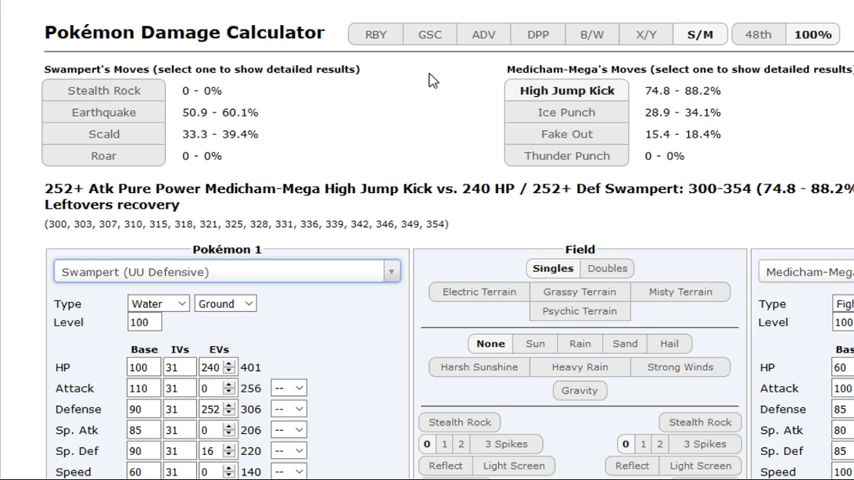 Pokémon Damage Calculator
RBY GSC ADV DPP B/W X/Y S/M 48th 100%
Swampert's Moves (select one to show detailed results)
Stealth Rock 0 - 0%
Earthquake 50.9 - 60.1%
Scald 33.3 - 39.4%
Roar 0 - 0%
Medicham-Mega's Moves (select one to show detailed results
High Jump Kick 74.8 - 88.2%
Ice Punch 28.9 - 34.1%
Fake Out 15.4 - 18.4%
Thunder Punch 0 - 0%
252+ Atk Pure Power Medicham-Mega High Jump Kick vs. 240 HP / 252+ Def Swampert: 300-354 (74.8 - 88.2%
Leftovers recovery
(300, 303, 307, 310, 315, 318, 321, 325, 328, 331, 336, 339, 342, 346, 349, 354)
Pokémon 1
Swampert (UU Defensive)
Type Water Ground
Level 100
Base IVs EVs
HP 100 31 240 401
Attack 110 31 0 256 --
Defense 90 31 252 306 --
Sp. Atk 85 31 0 206 --
Sp. Def 90 31 16 220 --
Speed 60 31 0 140 --
Field
Singles Doubles
Electric Terrain Grassy Terrain Misty Terrain
Psychic Terrain
None Sun Rain Sand Hail
Harsh Sunshine Heavy Rain Strong Winds
Gravity
Stealth Rock Stealth Rock
0 1 2 3 Spikes 0 1 2 3 Spikes
Reflect Light Screen Reflect Light Screen
Medicham-Mega
Type
Level 100
HP 60
Attack 100
Defense 85
Sp. Atk 80
Sp. Def 85
Speed 100